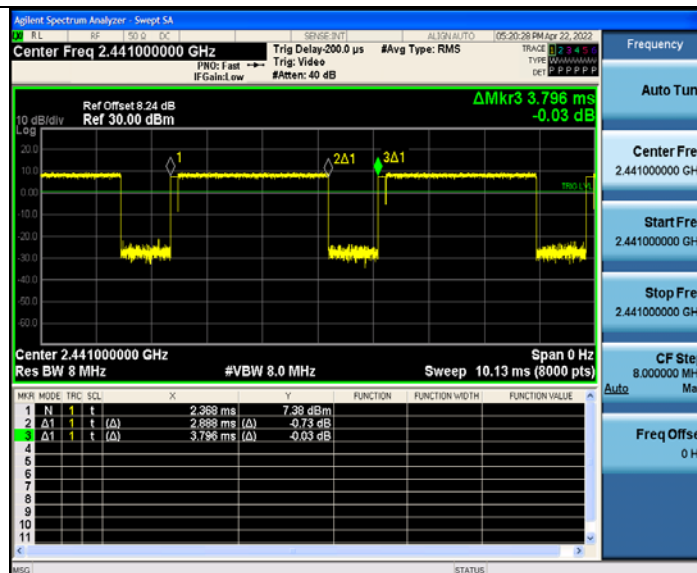 Agilent Spectrum Analyzer - Swept SA
RL RF 50 Ω DC SENSE:INT ALIGN AUTO 05:20:28 PM Apr 22, 2022
Center Freq 2.441000000 GHz
PNO: Fast
IFGain:Low
Trig Delay-200.0 µs
Trig: Video
#Atten: 40 dB
#Avg Type: RMS
TRACE 1 2 3 4 5 6
TYPE WWWWWW
DET P P P P P P
Frequency
Auto Tun
Center Fre
2.441000000 GH
Start Fre
2.441000000 GH
Stop Fre
2.441000000 GH
CF Ste
8.000000 MH
Auto Ma
Freq Offse
0 H
ΔMkr3 3.796 ms
-0.03 dB
Ref Offset 8.24 dB
10 dB/div Ref 30.00 dBm
Log
20.0
10.0
0.00
-10.0
-20.0
-30.0
-40.0
-50.0
-60.0
1
2Δ1
3Δ1
TRIG LVL
Center 2.441000000 GHz Span 0 Hz
Res BW 8 MHz #VBW 8.0 MHz Sweep 10.13 ms (8000 pts)
MKR MODE TRC SCL X Y FUNCTION FUNCTION WIDTH FUNCTION VALUE
1 N 1 t 2.368 ms 7.38 dBm
2 Δ1 1 t (Δ) 2.888 ms (Δ) -0.73 dB
3 Δ1 1 t (Δ) 3.796 ms (Δ) -0.03 dB
4
5
6
7
8
9
10
11
MSG STATUS